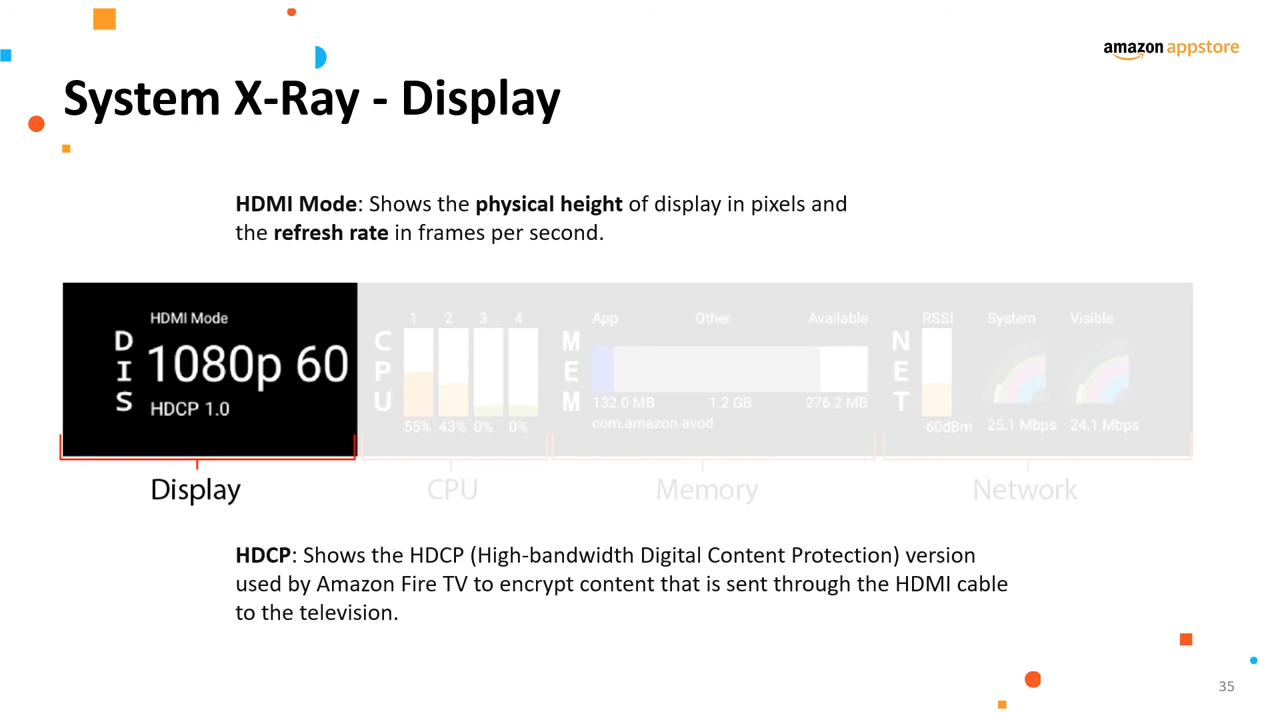 amazon appstore
System X-Ray - Display
HDMI Mode: Shows the physical height of display in pixels and
the refresh rate in frames per second.
HDMI Mode
DIS
1080p 60
HDCP 1.0
CPU
1 2 3 4
55% 43% 0% 0%
MEM
App Other Available
132.0 MB 1.2 GB 276.2 MB
com.amazon.avod
NET
RSSI System Visible
-60dBm 25.1 Mbps 24.1 Mbps
Display CPU Memory Network
HDCP: Shows the HDCP (High-bandwidth Digital Content Protection) version
used by Amazon Fire TV to encrypt content that is sent through the HDMI cable
to the television.
35